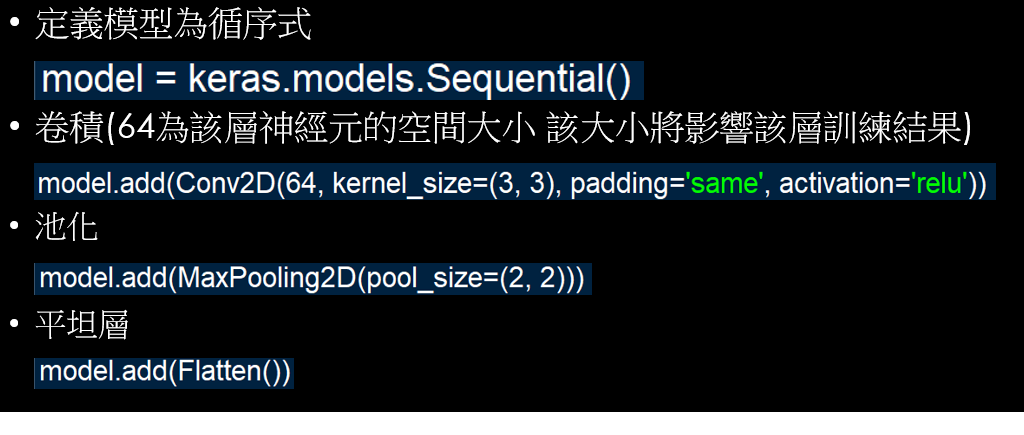 • 定義模型為循序式
model = keras.models.Sequential()
• 卷積(64為該層神經元的空間大小 該大小將影響該層訓練結果)
model.add(Conv2D(64, kernel_size=(3, 3), padding='same', activation='relu'))
• 池化
model.add(MaxPooling2D(pool_size=(2, 2)))
• 平坦層
model.add(Flatten())